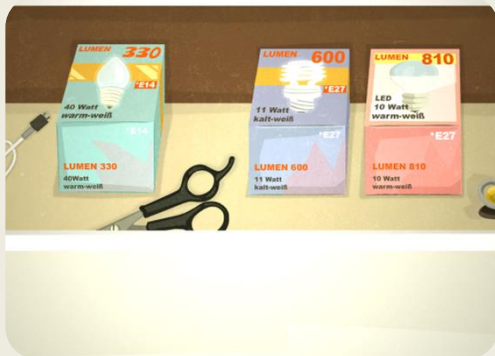 LUMEN 330
*E14
40 Watt
warm-weiß
*E14
LUMEN 330
40Watt
warm-weiß
LUMEN 600
*E27
11 Watt
kalt-weiß
*E27
LUMEN 600
11 Watt
kalt-weiß
LUMEN 810
LED
10 Watt
warm-weiß
*E27
LUMEN 810
10 Watt
warm-weiß